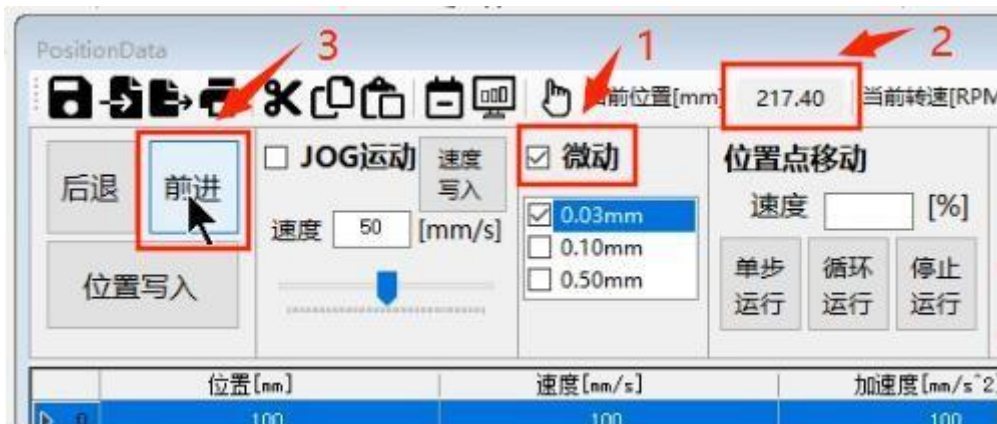 PositionData
3
1
2
当前位置[mm]
217.40
当前转速[RPM
后退
前进
位置写入
JOG运动
速度
写入
速度
50
[mm/s]
微动
0.03mm
0.10mm
0.50mm
位置点移动
速度
[%]
单步
运行
循环
运行
停止
运行
位置[mm]
速度[mm/s]
加速度[mm/s^2
0
100
100
100